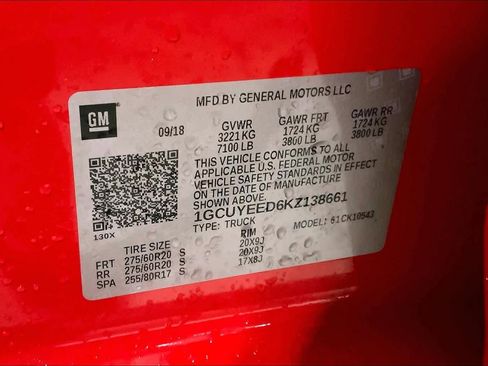 MFD BY GENERAL MOTORS LLC
GM
09/18 GVWR GAWR FRT GAWR RR
3221 KG 1724 KG 1724 KG
7100 LB 3800 LB 3800 LB
THIS VEHICLE CONFORMS TO ALL
APPLICABLE U.S. FEDERAL MOTOR
VEHICLE SAFETY STANDARDS IN EFFECT
ON THE DATE OF MANUFACTURE
SHOWN ABOVE.
1GCUYEED6KZ138661
130X
TYPE: TRUCK MODEL: 61CK10543
TIRE SIZE RIM
FRT 275/60R20 S 20X9J
RR 275/60R20 S 20X9J
SPA 255/80R17 S 17X8J